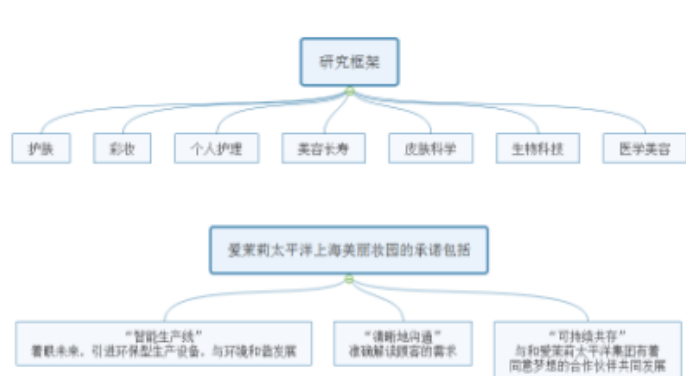 研究框架
护肤
彩妆
个人护理
美容长寿
皮肤科学
生物科技
医学美容
爱茉莉太平洋上海美丽妆园的承诺包括
“智能生产线”
着眼未来，引进环保型生产设备，与环境和谐发展
“清晰地沟通”
准确解读顾客的需求
“可持续共存”
与和爱茉莉太平洋集团有着
同意梦想的合作伙伴共同发展